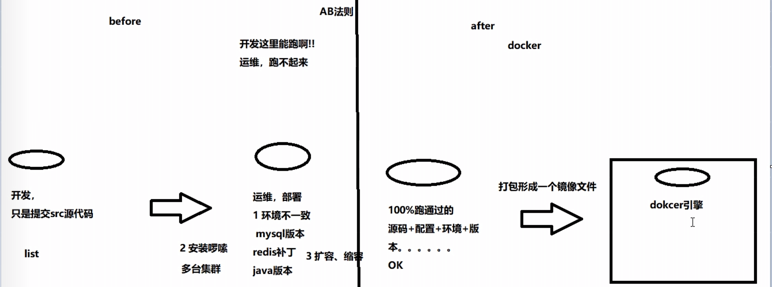 AB法则
before
开发这里能跑啊!!
运维，跑不起来
开发，
只是提交src源代码
list
2 安装啰嗦
多台集群
运维，部署
1 环境不一致
mysql版本
redis补丁
java版本
3 扩容、缩容
after
docker
100%跑通过的
源码+配置+环境+版
本。。。。。。
OK
打包形成一个镜像文件
dokcer引擎